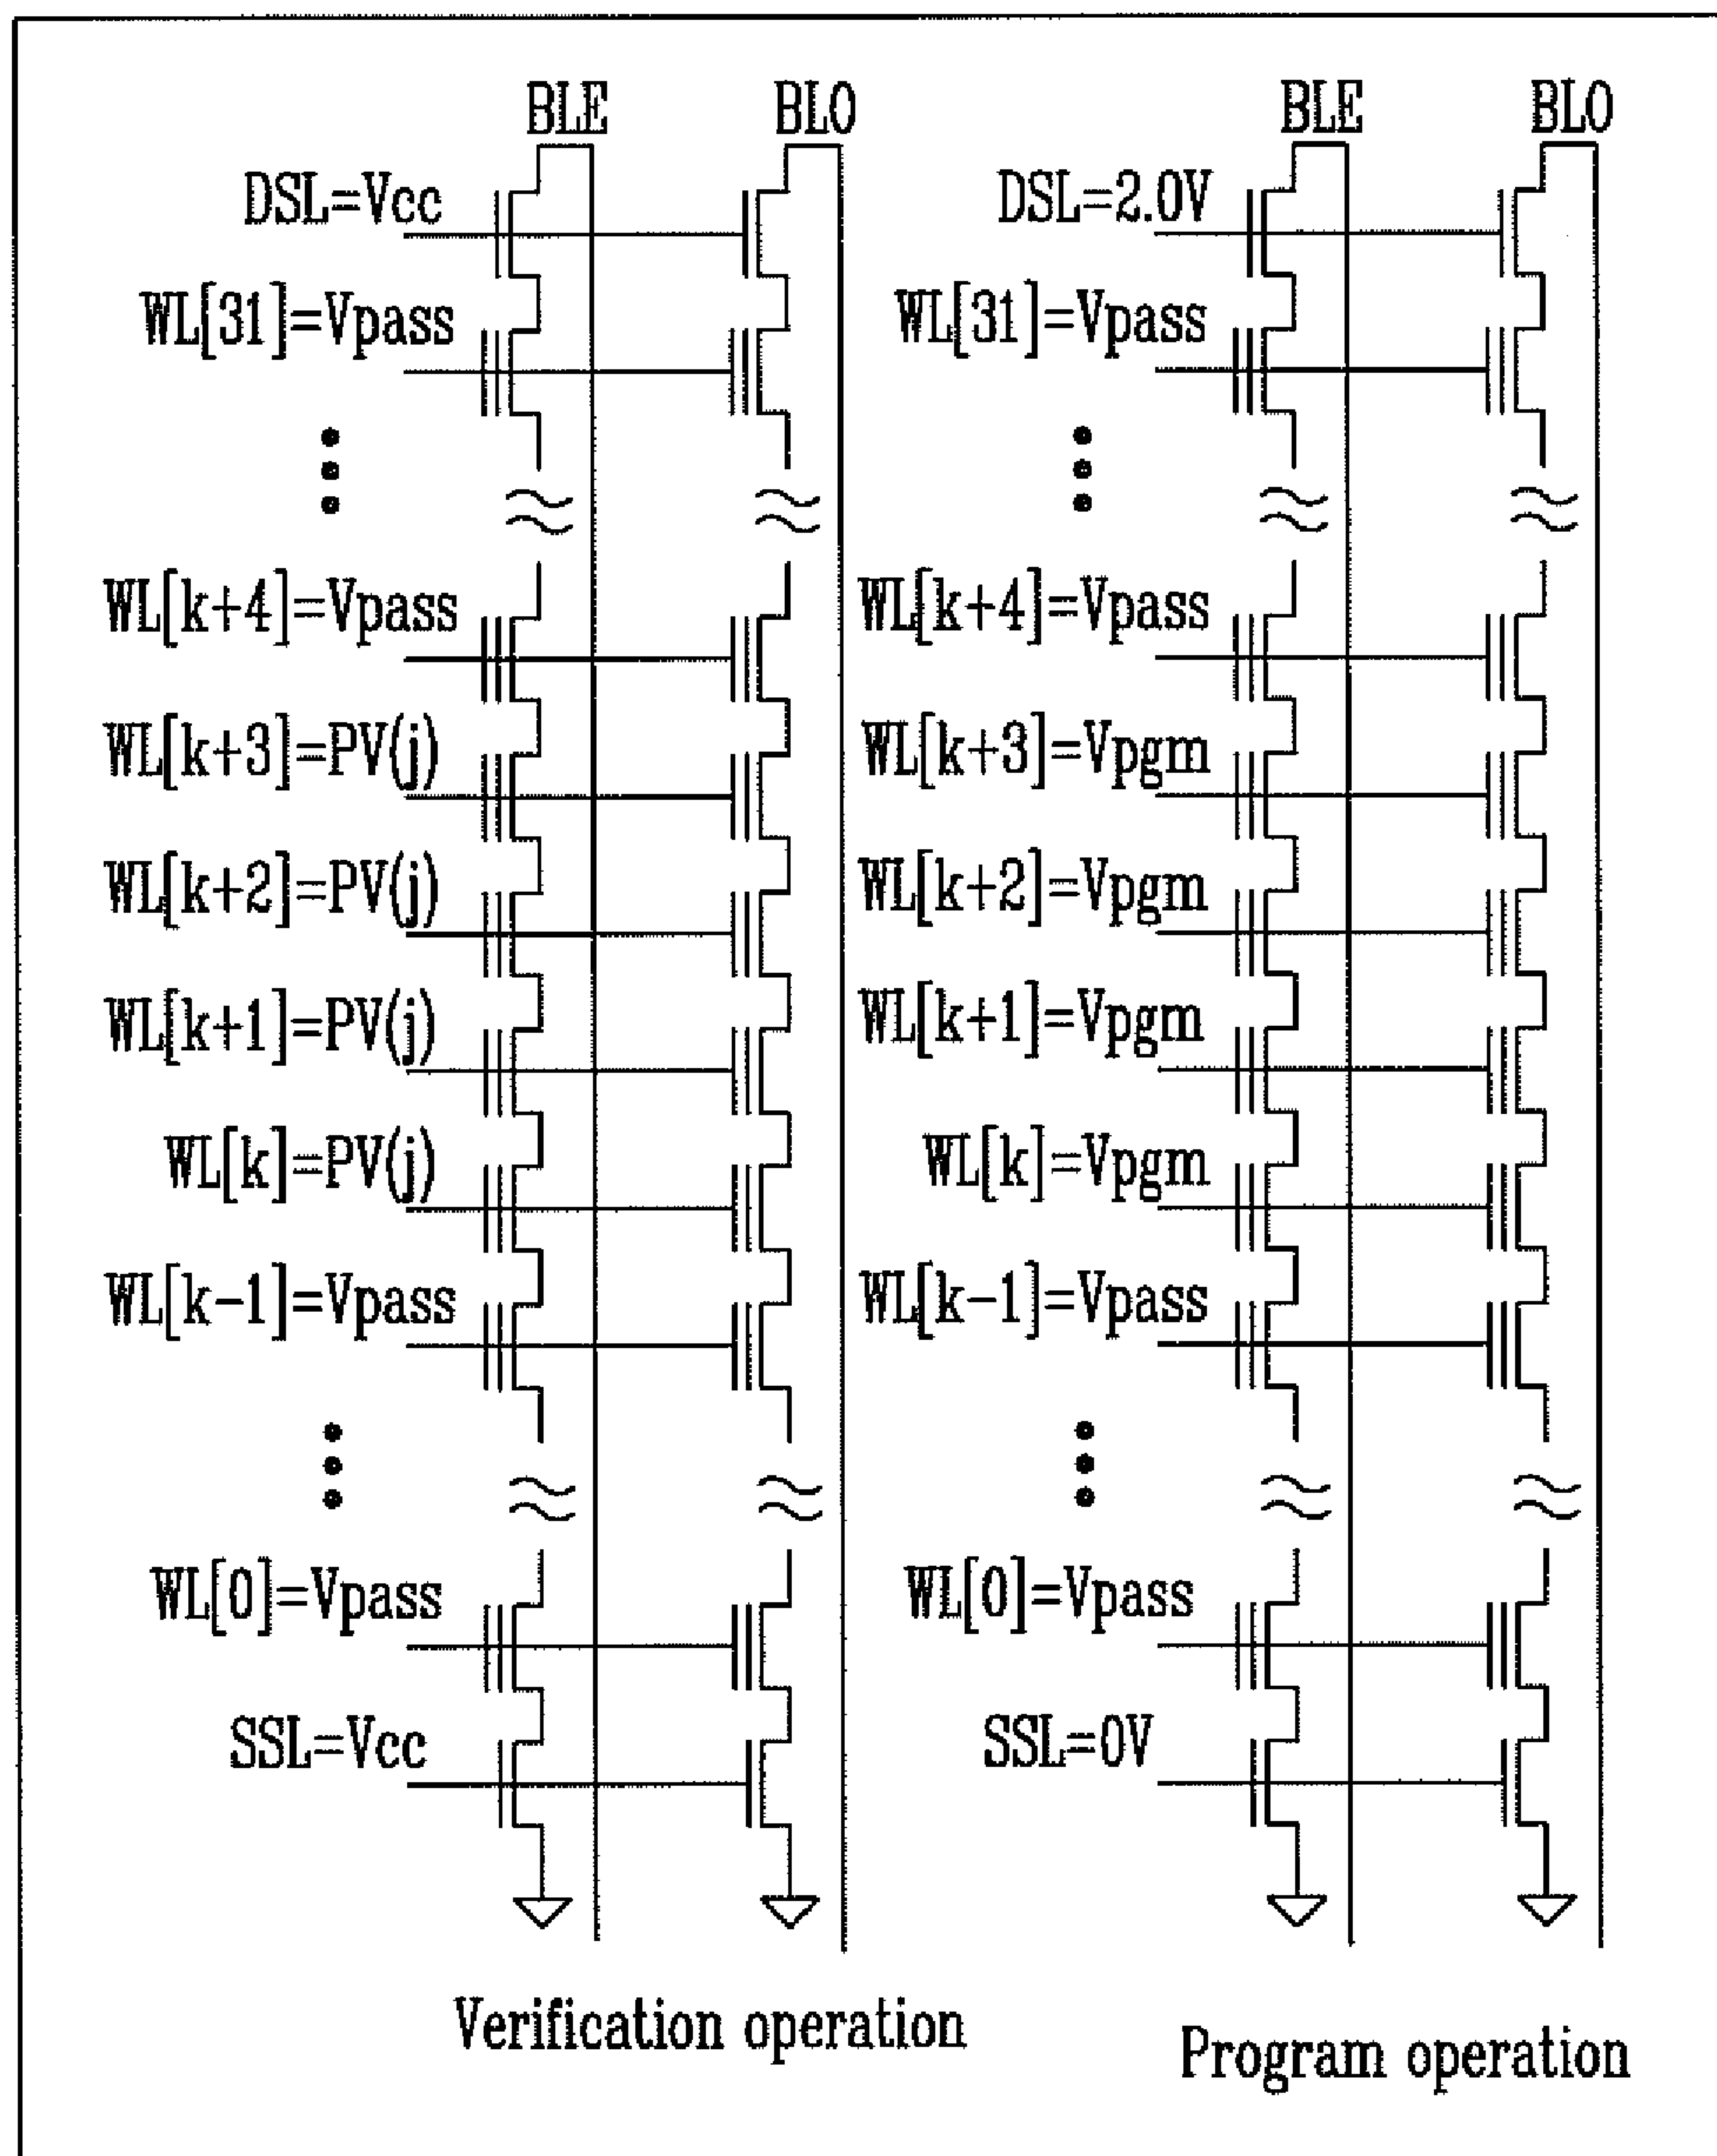 BLE BLO
DSL=Vcc
WL[31]=Vpass
WL[k+4]=Vpass
WL[k+3]=PV(j)
WL[k+2]=PV(j)
WL[k+1]=PV(j)
WL[k]=PV(j)
WL[k-1]=Vpass
WL[0]=Vpass
SSL=Vcc
Verification operation
BLE BLO
DSL=2.0V
WL[31]=Vpass
WL[k+4]=Vpass
WL[k+3]=Vpgm
WL[k+2]=Vpgm
WL[k+1]=Vpgm
WL[k]=Vpgm
WL[k-1]=Vpass
WL[0]=Vpass
SSL=0V
Program operation